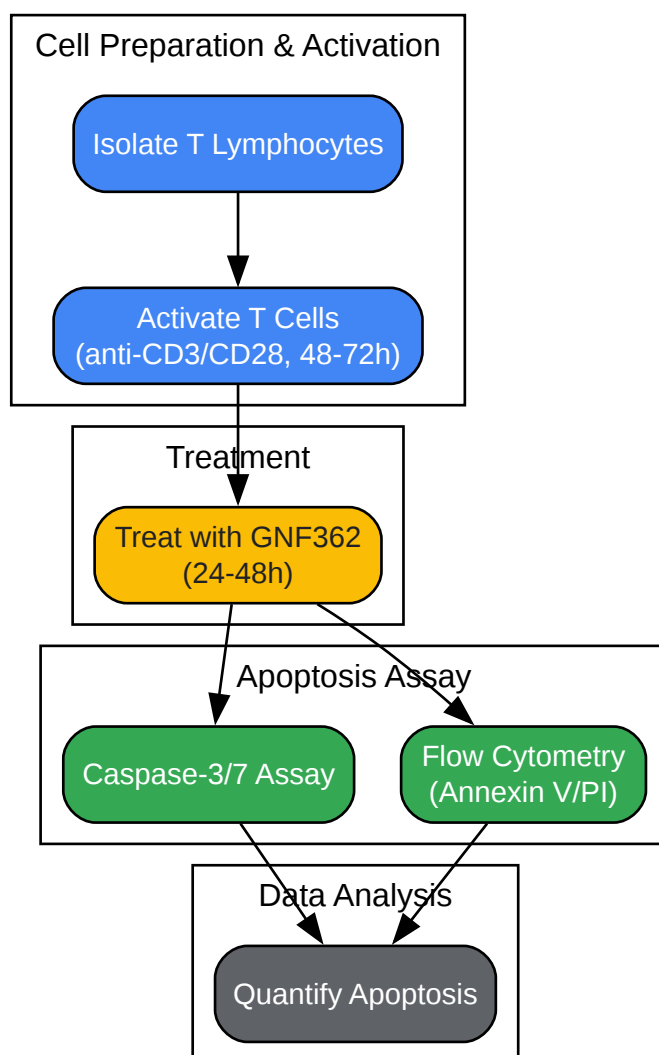 Cell Preparation & Activation
Isolate T Lymphocytes
Activate T Cells
(anti-CD3/CD28, 48-72h)
Treatment
Treat with GNF362
(24-48h)
Apoptosis Assay
Caspase-3/7 Assay
Flow Cytometry
(Annexin V/PI)
Data Analysis
Quantify Apoptosis